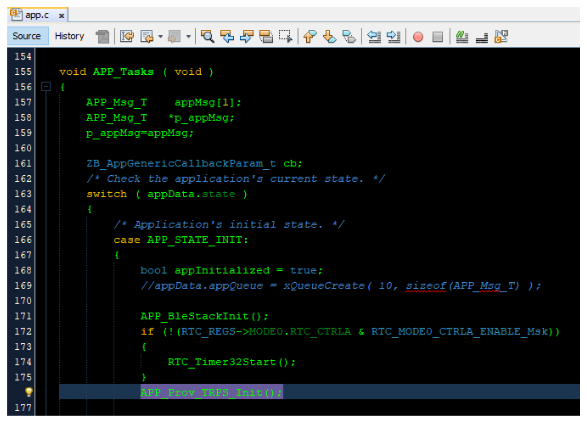 app.c x
Source History
154
155 void APP_Tasks ( void )
156 {
157 APP_Msg_T appMsg[1];
158 APP_Msg_T *p_appMsg;
159 p_appMsg=appMsg;
160
161 ZB_AppGenericCallbackParam_t cb;
162 /* Check the application's current state. */
163 switch ( appData.state )
164 {
165 /* Application's initial state. */
166 case APP_STATE_INIT:
167 {
168 bool appInitialized = true;
169 //appData.appQueue = xQueueCreate( 10, sizeof(APP_Msg_T) );
170
171 APP_BleStackInit();
172 if (!(RTC_REGS->MODE0.RTC_CTRLA & RTC_MODE0_CTRLA_ENABLE_Msk))
173 {
174 RTC_Timer32Start();
175 }
APP_Prov_TRPS_Init();
177